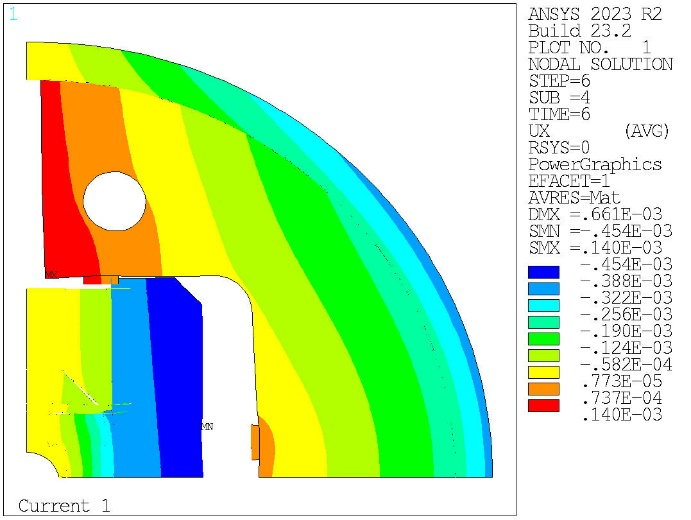 1
ANSYS 2023 R2
Build 23.2
PLOT NO. 1
NODAL SOLUTION
STEP=6
SUB =4
TIME=6
UX (AVG)
RSYS=0
PowerGraphics
EFACET=1
AVRES=Mat
DMX =.661E-03
SMN =-.454E-03
SMX =.140E-03
-.454E-03
-.388E-03
-.322E-03
-.256E-03
-.190E-03
-.124E-03
-.582E-04
.773E-05
.737E-04
.140E-03
MX
MN
Current 1